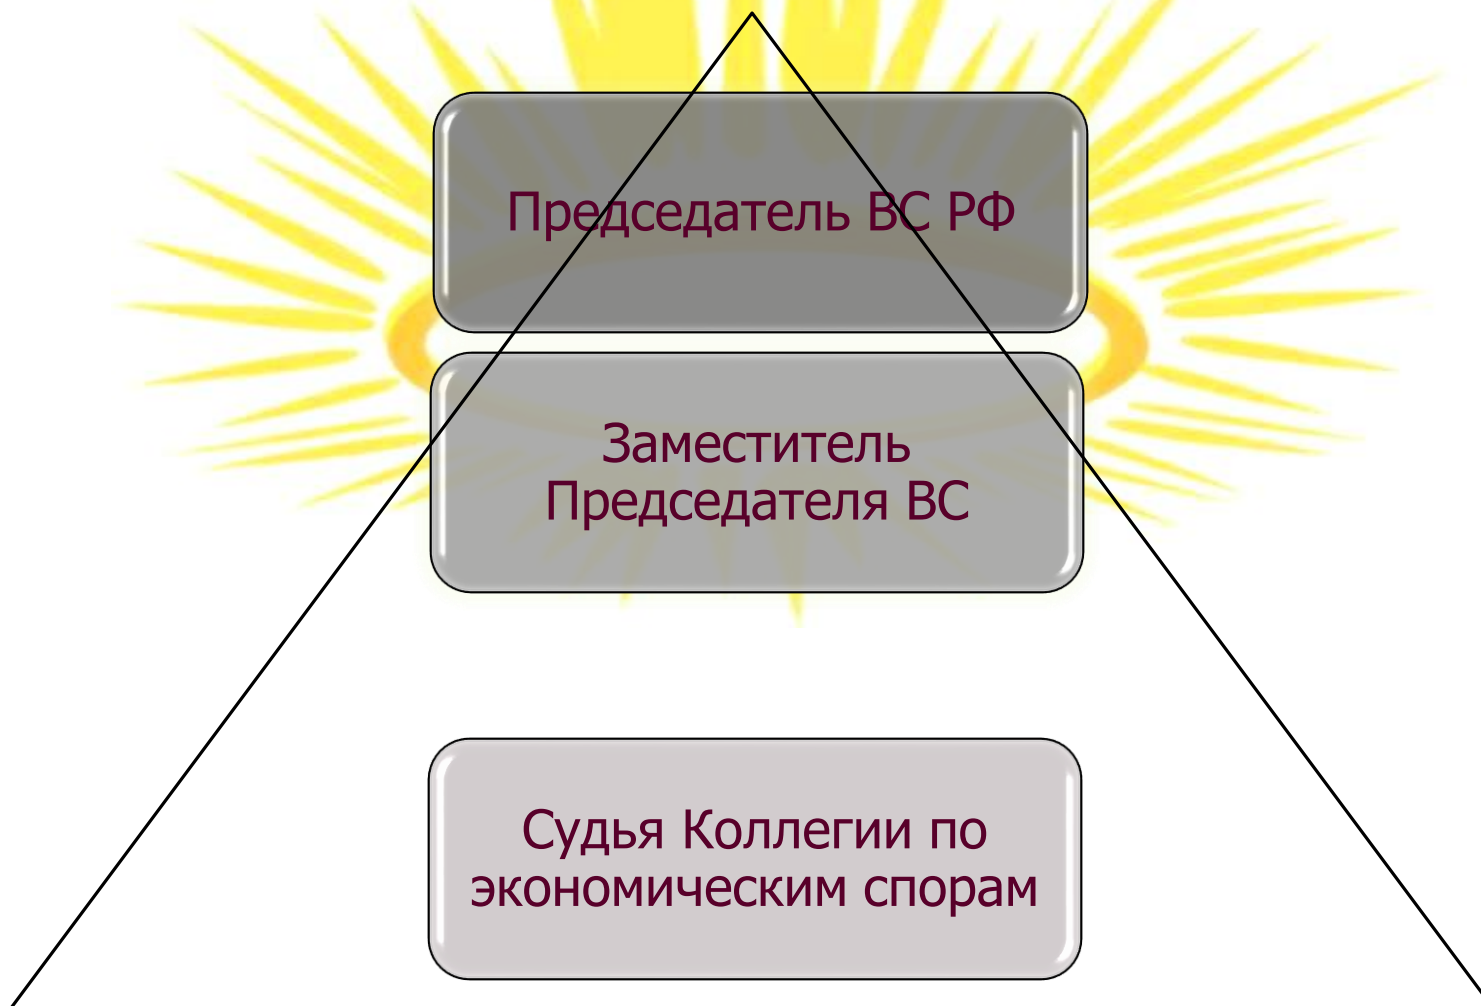 Председатель ВС РФ
Заместитель
Председателя ВС
Судья Коллегии по
экономическим спорам